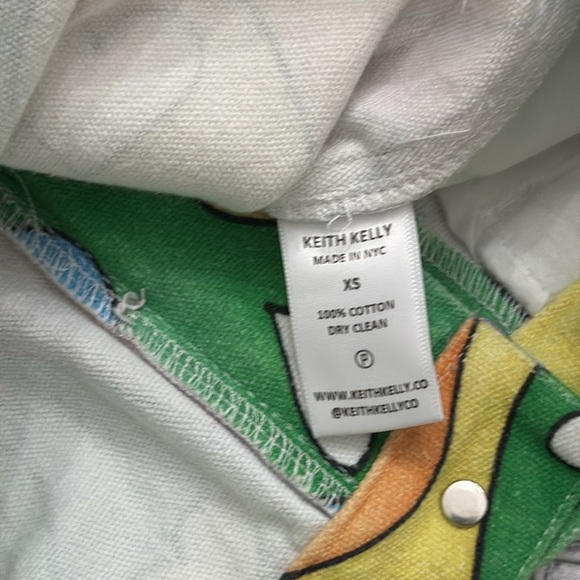 KEITH KELLY
MADE IN NYC
XS
100% COTTON
DRY CLEAN
P
WWW.KEITHKELLY.CO
@KEITHKELLYCO